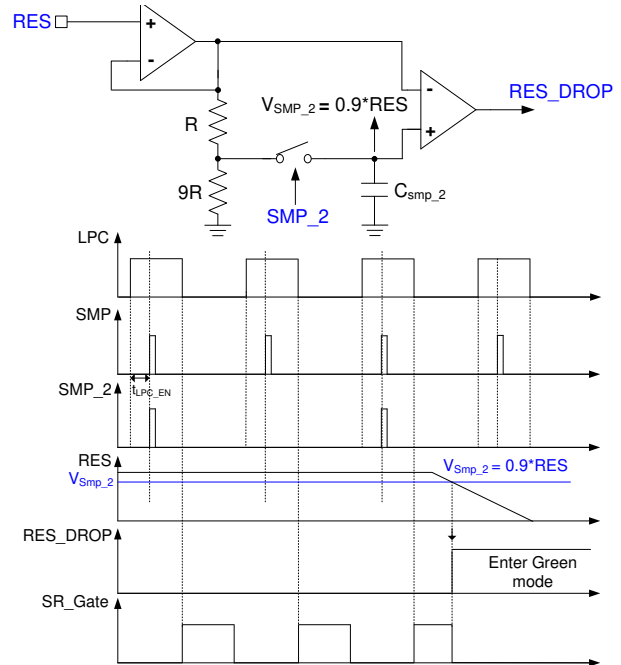 RES
+
-
R
9R
V_SMP_2 = 0.9*RES
SMP_2
C_smp_2
-
+
RES_DROP
LPC
SMP
t_LPC_EN
SMP_2
RES
V_Smp_2
V_Smp_2 = 0.9*RES
RES_DROP
Enter Green
mode
SR_Gate